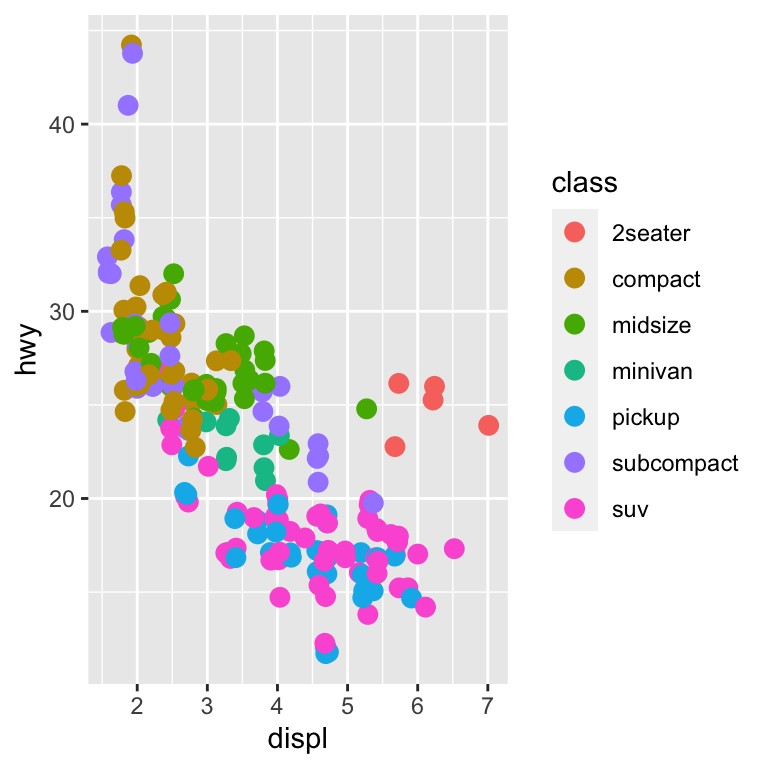 hwy
40
30
20
2 3 4 5 6 7
displ
class
2seater
compact
midsize
minivan
pickup
subcompact
suv